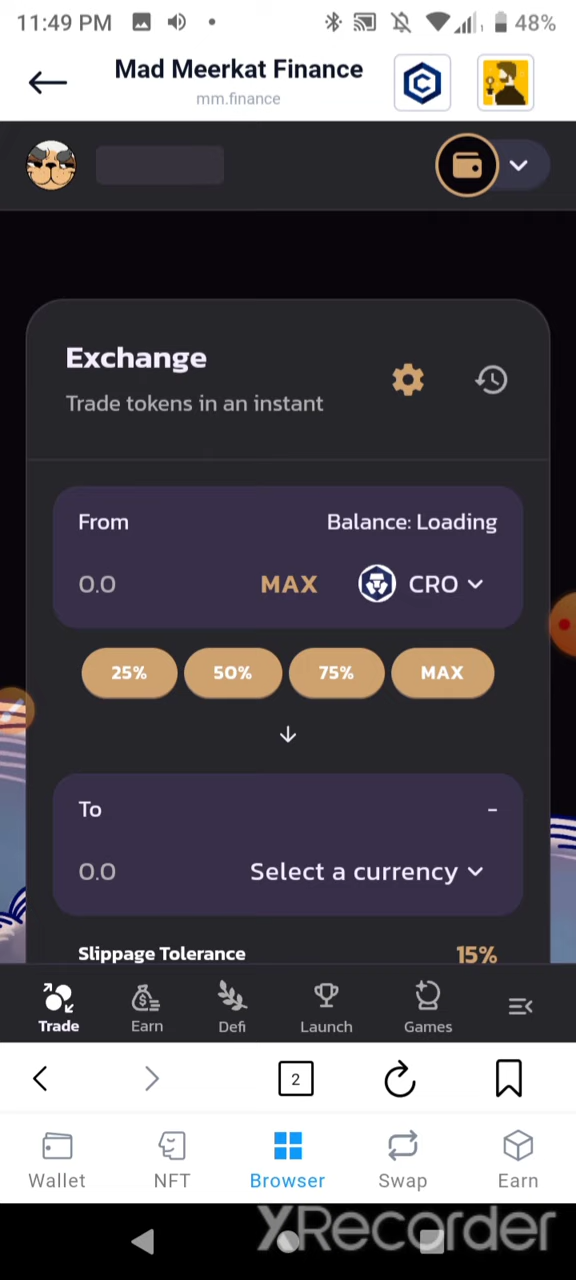 11:49 PM 48%
Mad Meerkat Finance
mm.finance
Exchange
Trade tokens in an instant
From Balance: Loading
0.0 MAX CRO
25% 50% 75% MAX
To -
0.0 Select a currency
Slippage Tolerance 15%
Trade Earn Defi Launch Games
2
Wallet NFT Browser Swap Earn
XRecorder